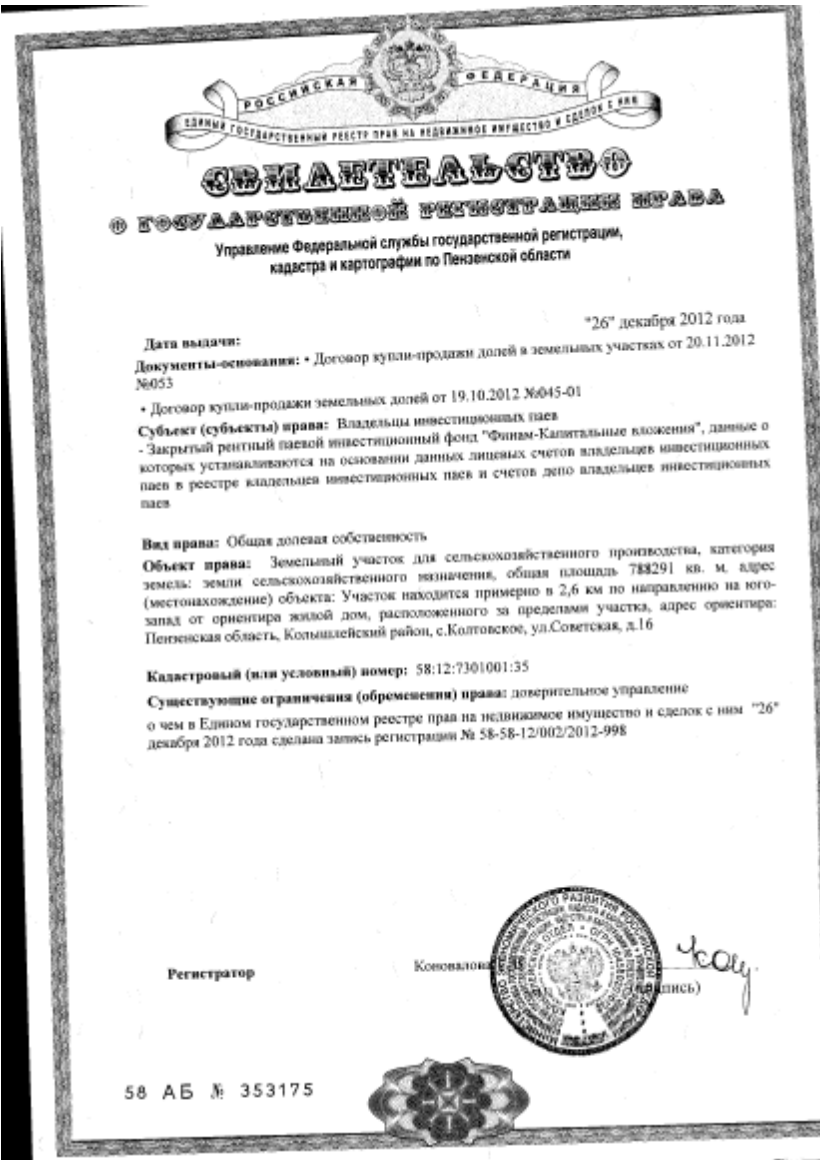 РОССИЙСКАЯ ФЕДЕРАЦИЯ
ЕДИНЫЙ ГОСУДАРСТВЕННЫЙ РЕЕСТР ПРАВ НА НЕДВИЖИМОЕ ИМУЩЕСТВО И СДЕЛОК С НИМ
СВИДЕТЕЛЬСТВО
О ГОСУДАРСТВЕННОЙ РЕГИСТРАЦИИ ПРАВА
Управление Федеральной службы государственной регистрации,
кадастра и картографии по Пензенской области
Дата выдачи: "26" декабря 2012 года
Документы-основания: • Договор купли-продажи долей в земельных участках от 20.11.2012
№053
• Договор купли-продажи земельных долей от 19.10.2012 №045-01
Субъект (субъекты) права: Владельцы инвестиционных паев
- Закрытый рентный паевой инвестиционный фонд "Финам-Капитальные вложения", данные о
которых устанавливаются на основании данных лицевых счетов владельцев инвестиционных
паев в реестре владельцев инвестиционных паев и счетов депо владельцев инвестиционных
паев
Вид права: Общая долевая собственность
Объект права: Земельный участок для сельскохозяйственного производства, категория
земель: земли сельскохозяйственного назначения, общая площадь 788291 кв. м, адрес
(местонахождение) объекта: Участок находится примерно в 2,6 км по направлению на юго-
запад от ориентира жилой дом, расположенного за пределами участка, адрес ориентира:
Пензенская область, Колышлейский район, с.Колтовское, ул.Советская, д.16
Кадастровый (или условный) номер: 58:12:7301001:35
Существующие ограничения (обременения) права: доверительное управление
о чем в Едином государственном реестре прав на недвижимое имущество и сделок с ним "26"
декабря 2012 года сделана запись регистрации № 58-58-12/002/2012-998
Регистратор Коновалова
58 АБ № 353175